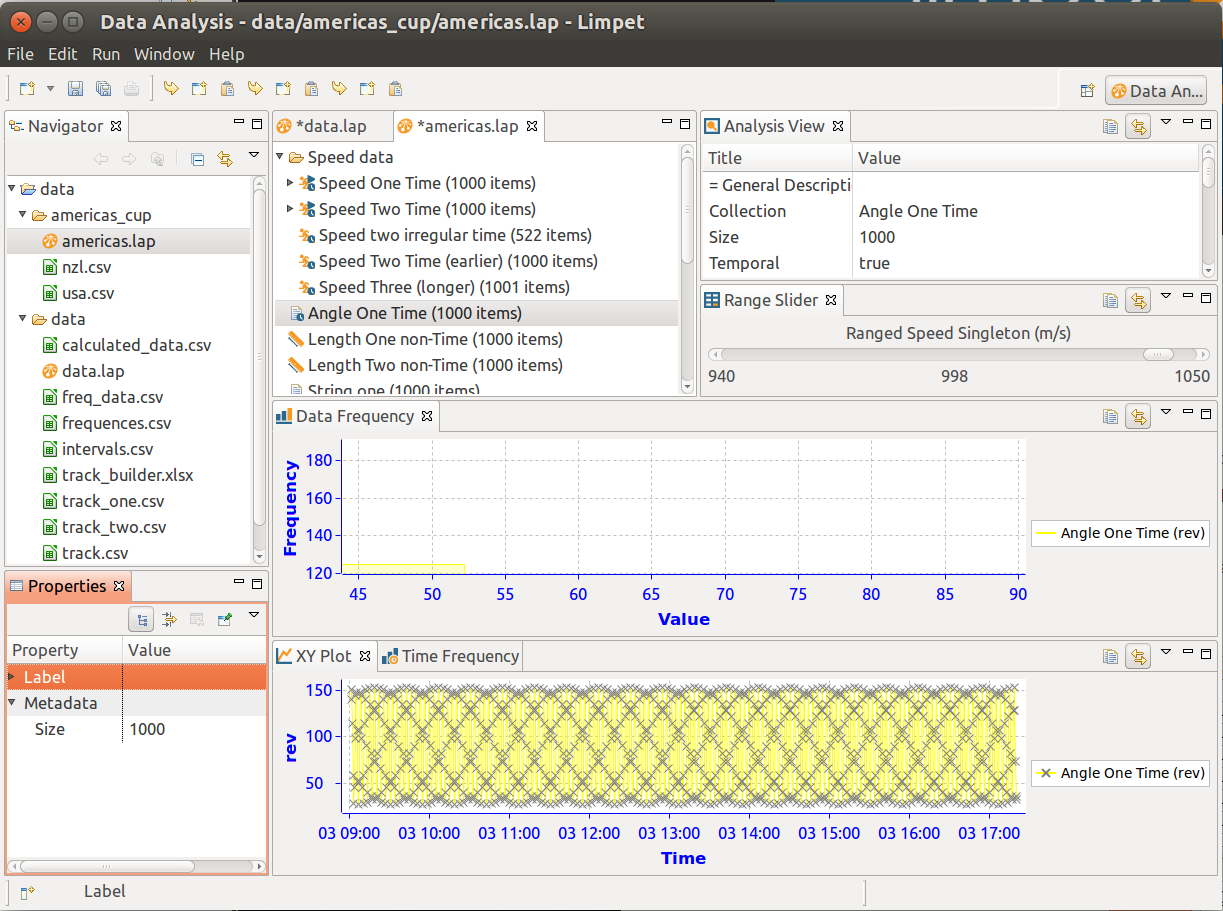 Data Analysis - data/americas_cup/americas.lap - Limpet
File Edit Run Window Help
Data An...
Navigator
data
americas_cup
americas.lap
nzl.csv
usa.csv
data
calculated_data.csv
data.lap
freq_data.csv
frequences.csv
intervals.csv
track_builder.xlsx
track_one.csv
track_two.csv
track.csv
Properties
Property Value
Label
Metadata
Size 1000
*data.lap *americas.lap
Speed data
Speed One Time (1000 items)
Speed Two Time (1000 items)
Speed two irregular time (522 items)
Speed Two Time (earlier) (1000 items)
Speed Three (longer) (1001 items)
Angle One Time (1000 items)
Length One non-Time (1000 items)
Length Two non-Time (1000 items)
String one (1000 items)
Analysis View
Title Value
= General Descripti
Collection Angle One Time
Size 1000
Temporal true
Range Slider
Ranged Speed Singleton (m/s)
940 998 1050
Data Frequency
Frequency
180
160
140
120
45 50 55 60 65 70 75 80 85 90
Value
Angle One Time (rev)
XY Plot Time Frequency
rev
150
100
50
03 09:00 03 10:00 03 11:00 03 12:00 03 13:00 03 14:00 03 15:00 03 16:00 03 17:00
Time
Angle One Time (rev)
Label